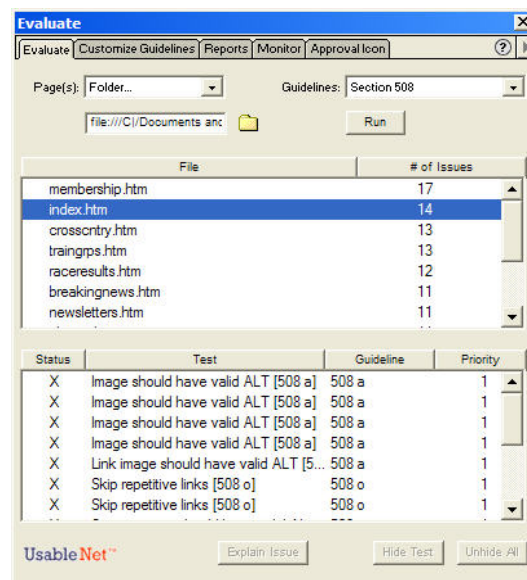 Evaluate
Evaluate Customize Guidelines Reports Monitor Approval Icon ?
Page(s): Folder... Guidelines: Section 508
file:///C|/Documents and Run
File # of Issues
membership.htm 17
index.htm 14
crosscntry.htm 13
traingrps.htm 13
raceresults.htm 12
breakingnews.htm 11
newsletters.htm 11
Status Test Guideline Priority
X Image should have valid ALT [508 a] 508 a 1
X Image should have valid ALT [508 a] 508 a 1
X Image should have valid ALT [508 a] 508 a 1
X Image should have valid ALT [508 a] 508 a 1
X Link image should have valid ALT [5... 508 a 1
X Skip repetitive links [508 o] 508 o 1
X Skip repetitive links [508 o] 508 o 1
UsableNet™ Explain Issue Hide Test Unhide All